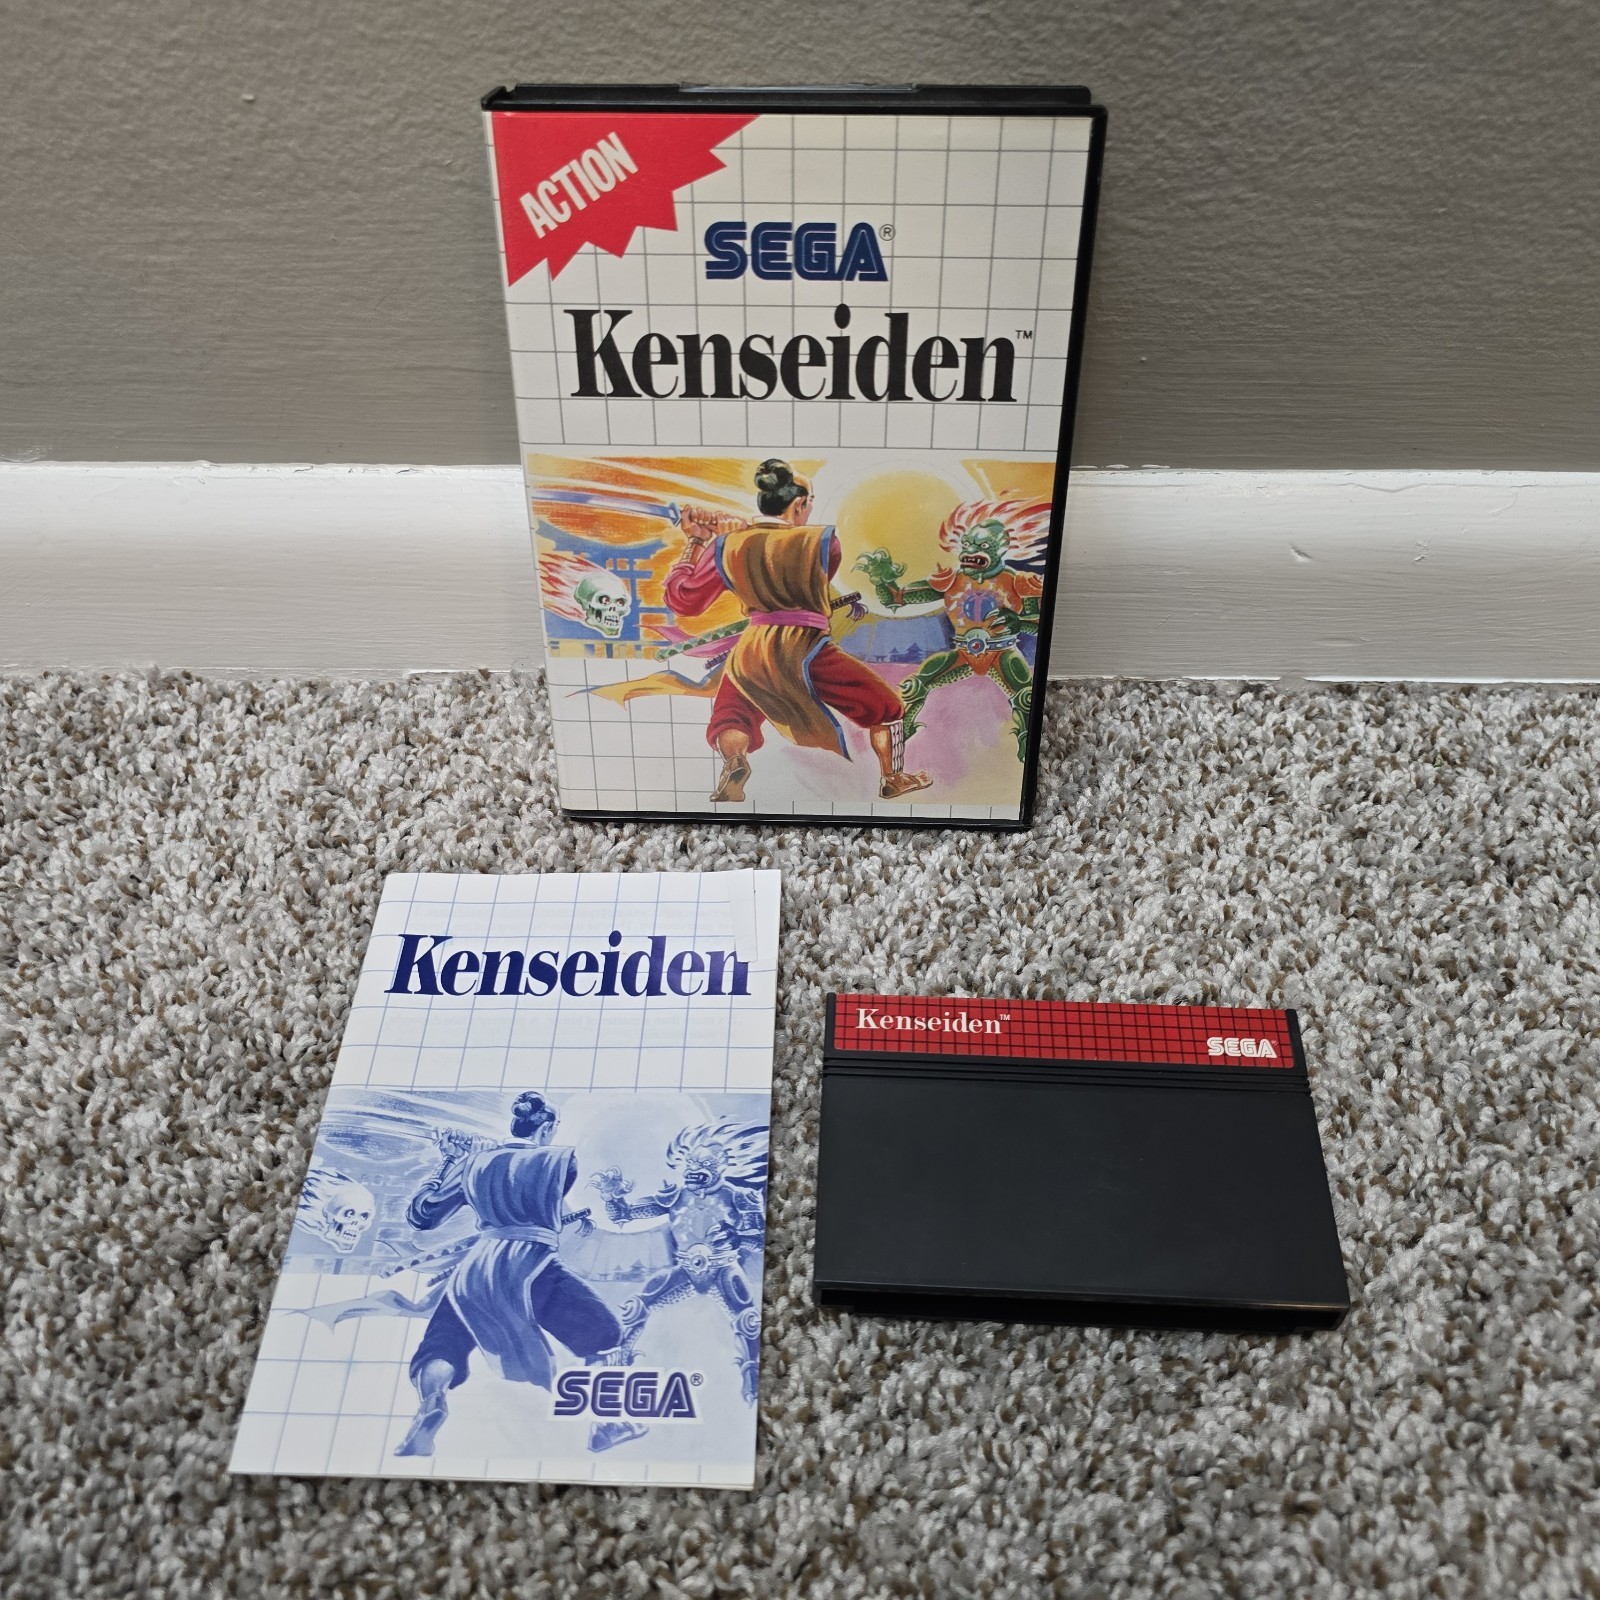 ACTION
SEGA®
Kenseiden™
Kenseiden
SEGA®
Kenseiden™
SEGA